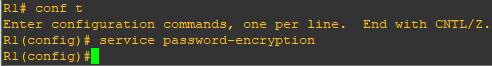 R1# conf t
Enter configuration commands, one per line.  End with CNTL/Z.
R1(config)# service password-encryption
R1(config)#